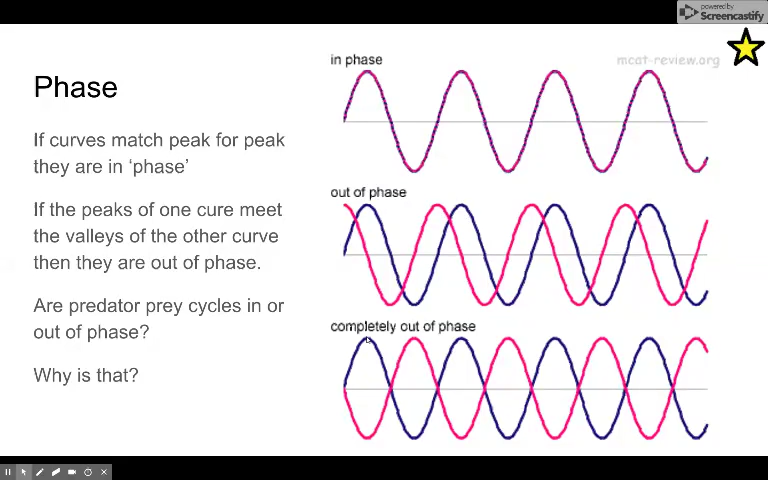 powered by
Screencastify
in phase
mcat-review.org
Phase
If curves match peak for peak
they are in ‘phase’
out of phase
If the peaks of one cure meet
the valleys of the other curve
then they are out of phase.
Are predator prey cycles in or
out of phase?
completely out of phase
Why is that?